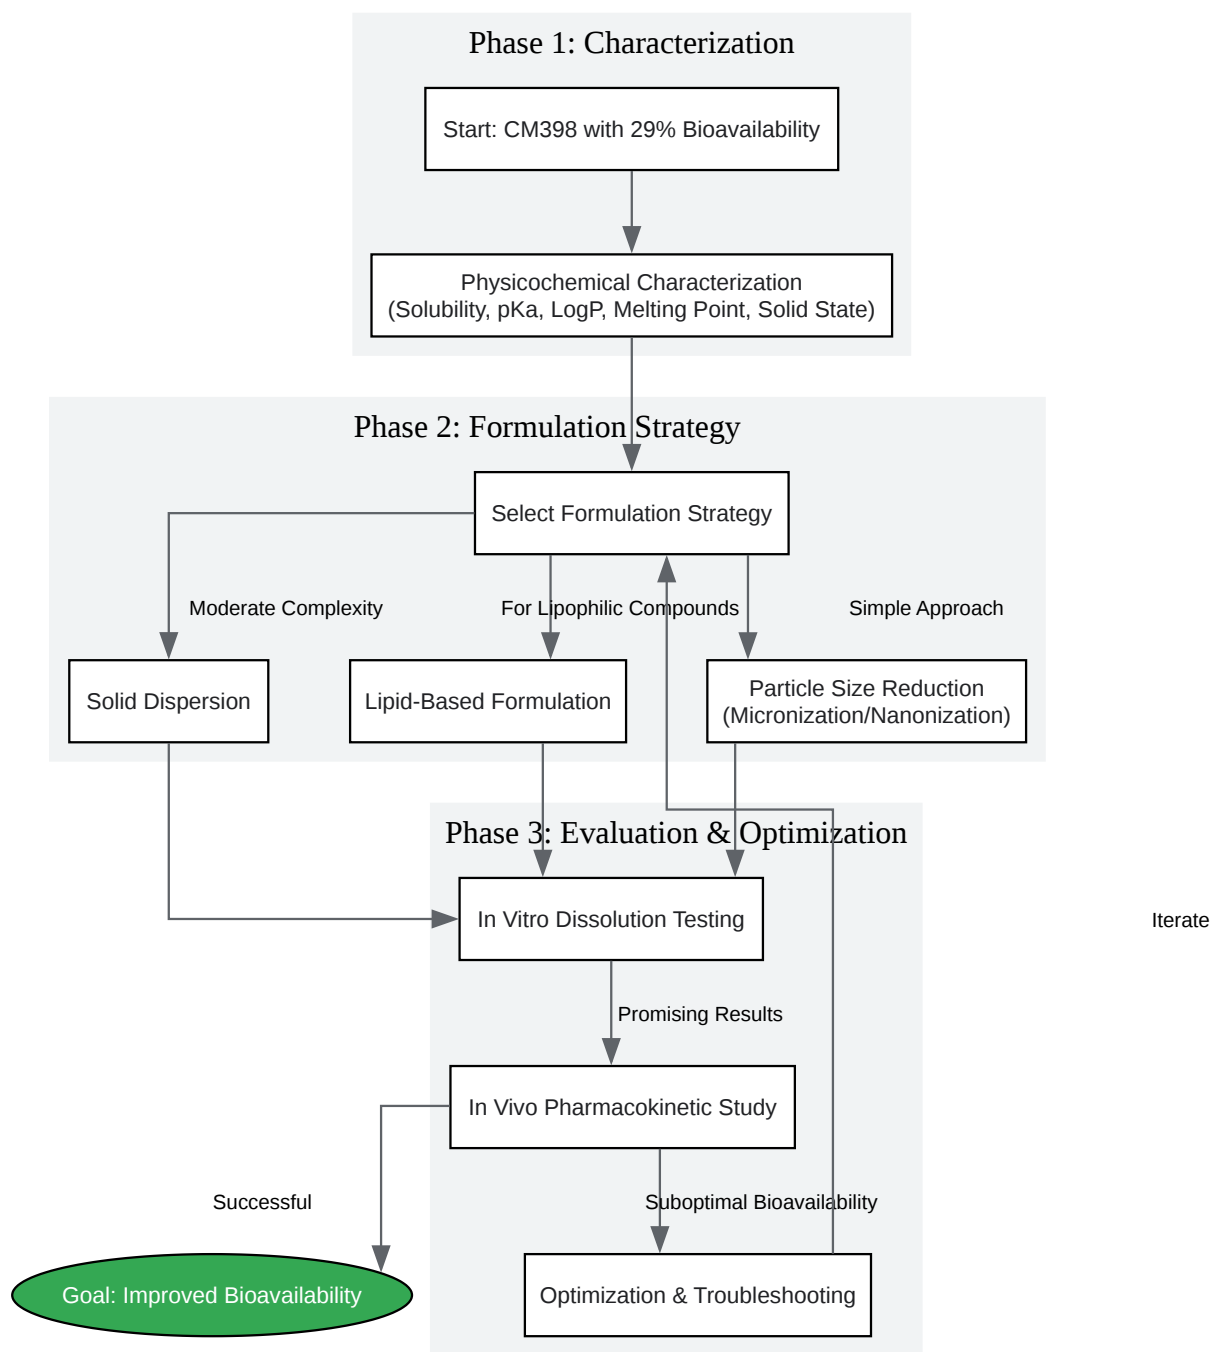 Phase 1: Characterization
Start: CM398 with 29% Bioavailability
Physicochemical Characterization
(Solubility, pKa, LogP, Melting Point, Solid State)
Phase 2: Formulation Strategy
Select Formulation Strategy
Moderate Complexity
For Lipophilic Compounds
Simple Approach
Solid Dispersion
Lipid-Based Formulation
Particle Size Reduction
(Micronization/Nanonization)
Phase 3: Evaluation & Optimization
In Vitro Dissolution Testing
Iterate
Promising Results
In Vivo Pharmacokinetic Study
Successful
Suboptimal Bioavailability
Goal: Improved Bioavailability
Optimization & Troubleshooting